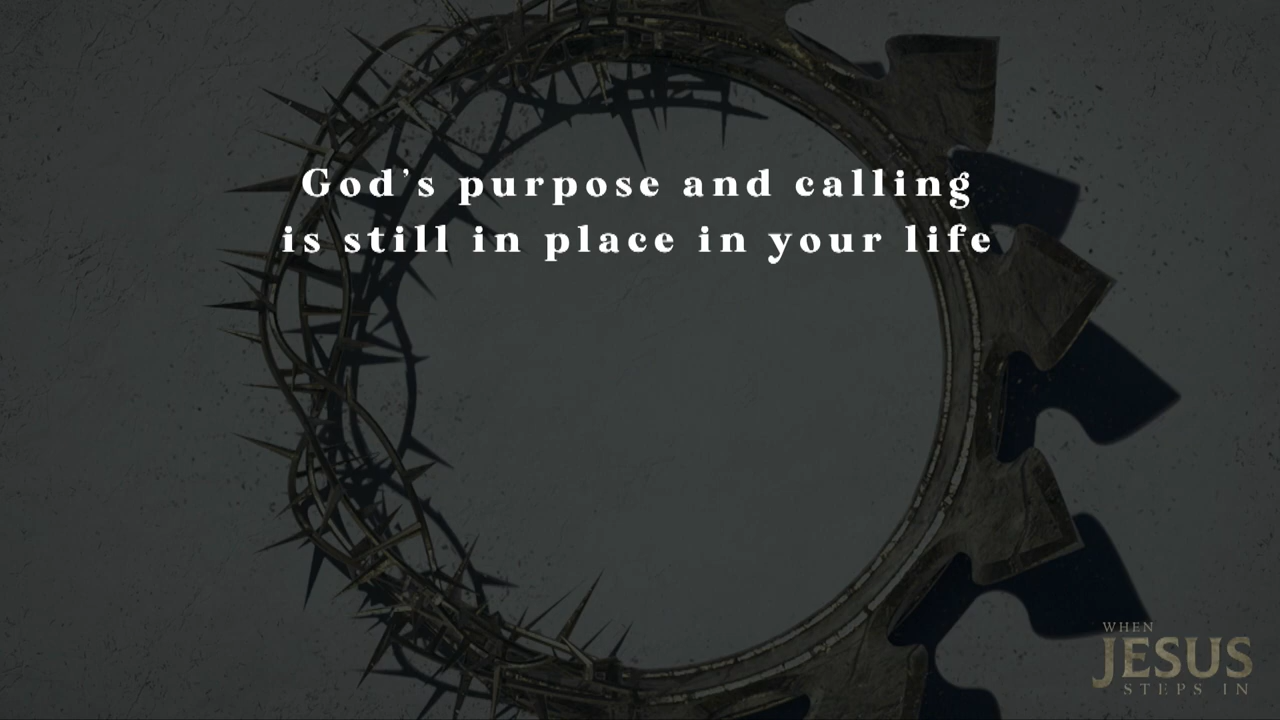 God's purpose and calling
is still in place in your life
WHEN
JESUS
STEPS IN